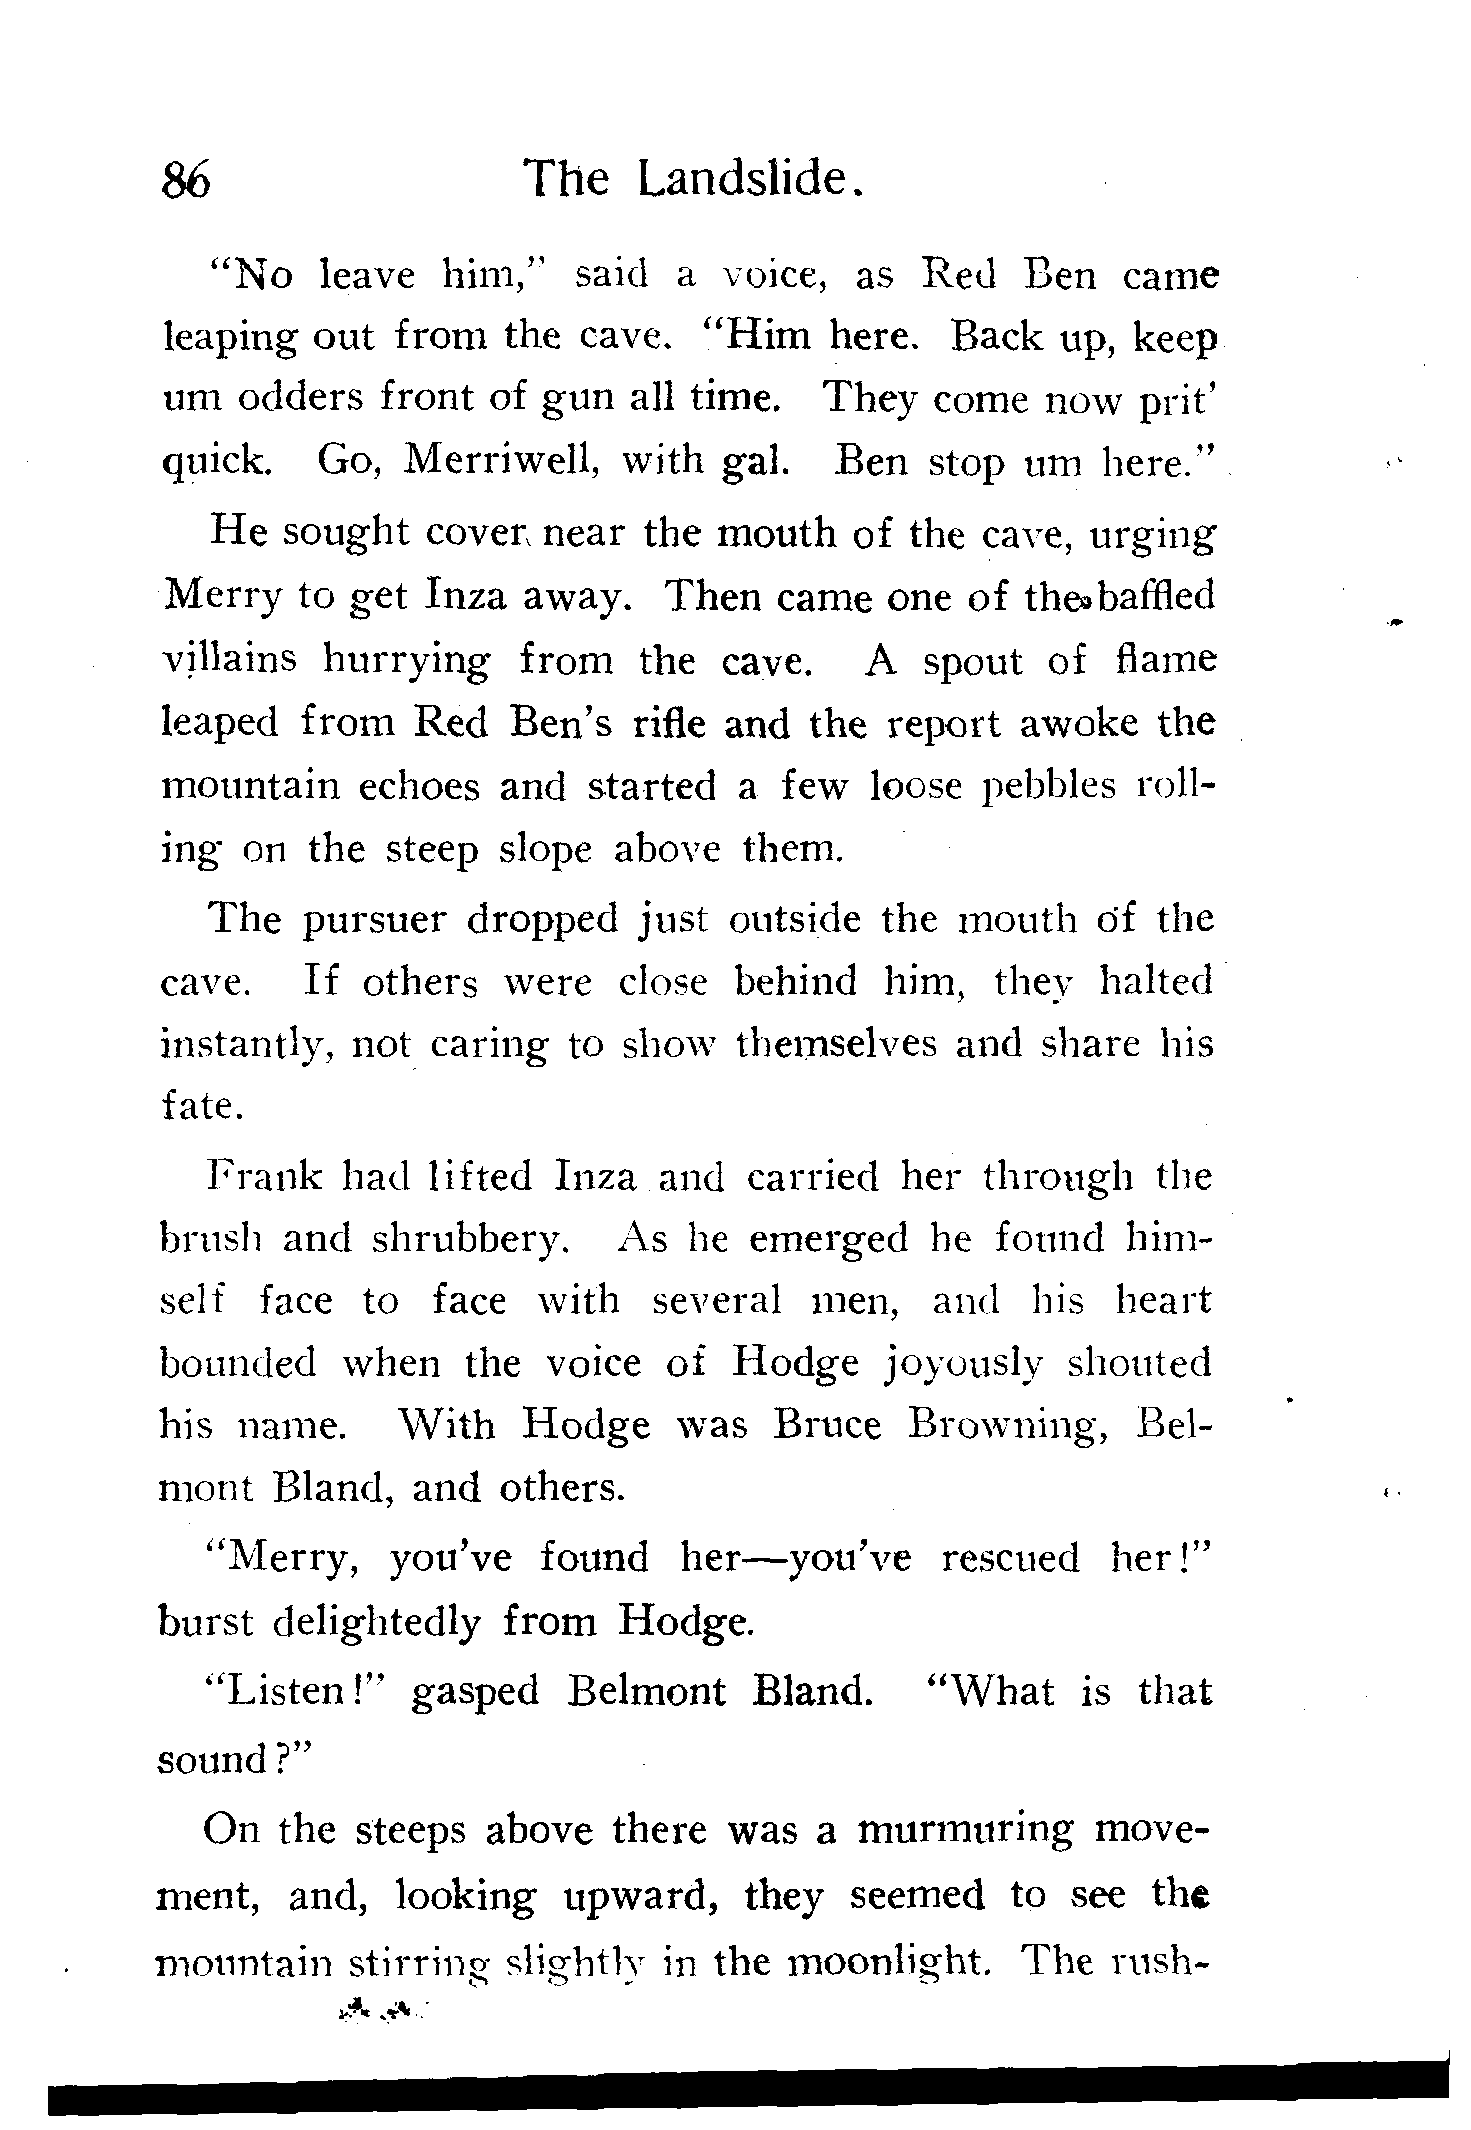 86 The Landslide.
“No leave him,” said a voice, as Red Ben came
leaping out from the cave. “Him here. Back up, keep
um odders front of gun all time. They come now prit’
quick. Go, Merriwell, with gal. Ben stop um here.”
He sought cover near the mouth of the cave, urging
Merry to get Inza away. Then came one of the baffled
villains hurrying from the cave. A spout of flame
leaped from Red Ben’s rifle and the report awoke the
mountain echoes and started a few loose pebbles roll-
ing on the steep slope above them.
The pursuer dropped just outside the mouth of the
cave. If others were close behind him, they halted
instantly, not caring to show themselves and share his
fate.
Frank had lifted Inza and carried her through the
brush and shrubbery. As he emerged he found him-
self face to face with several men, and his heart
bounded when the voice of Hodge joyously shouted
his name. With Hodge was Bruce Browning, Bel-
mont Bland, and others.
“Merry, you’ve found her—you’ve rescued her!”
burst delightedly from Hodge.
“Listen!” gasped Belmont Bland. “What is that
sound?”
On the steeps above there was a murmuring move-
ment, and, looking upward, they seemed to see the
mountain stirring slightly in the moonlight. The rush-